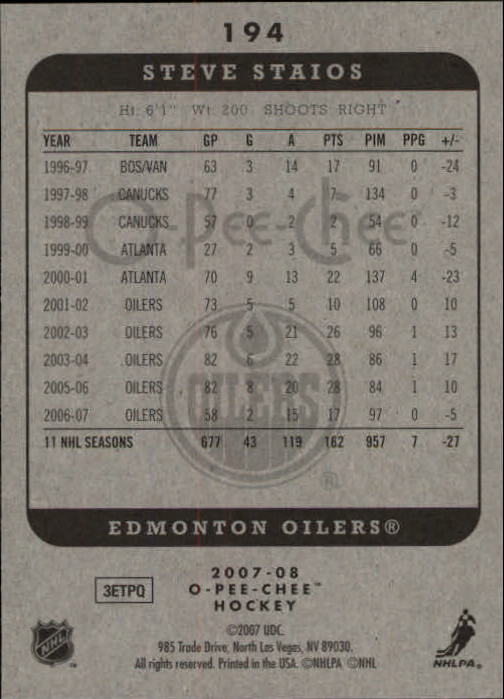 194
STEVE STAIOS
Ht: 6'1" Wt: 200 SHOOTS RIGHT
YEAR TEAM GP G A PTS PIM PPG +/-
1996-97 BOS/VAN 63 3 14 17 91 0 -24
1997-98 CANUCKS 77 3 4 7 134 0 -3
1998-99 CANUCKS 57 0 2 2 54 0 -12
O-Pee-Chee
1999-00 ATLANTA 27 2 3 5 66 0 -5
2000-01 ATLANTA 70 9 13 22 137 4 -23
2001-02 OILERS 73 5 5 10 108 0 10
2002-03 OILERS 76 5 21 26 96 1 13
2003-04 OILERS 82 6 22 28 86 1 17
2005-06 OILERS 82 8 20 28 84 1 10
OILERS
2006-07 OILERS 58 2 15 17 97 0 -5
11 NHL SEASONS 677 43 119 162 957 7 -27
®
EDMONTON OILERS®
2007-08
3ETPQ
O-PEE-CHEE™
HOCKEY
©2007 UDC.
985 Trade Drive, North Las Vegas, NV 89030.
All rights reserved. Printed in the USA. ©NHLPA ©NHL
NHL
NHLPA